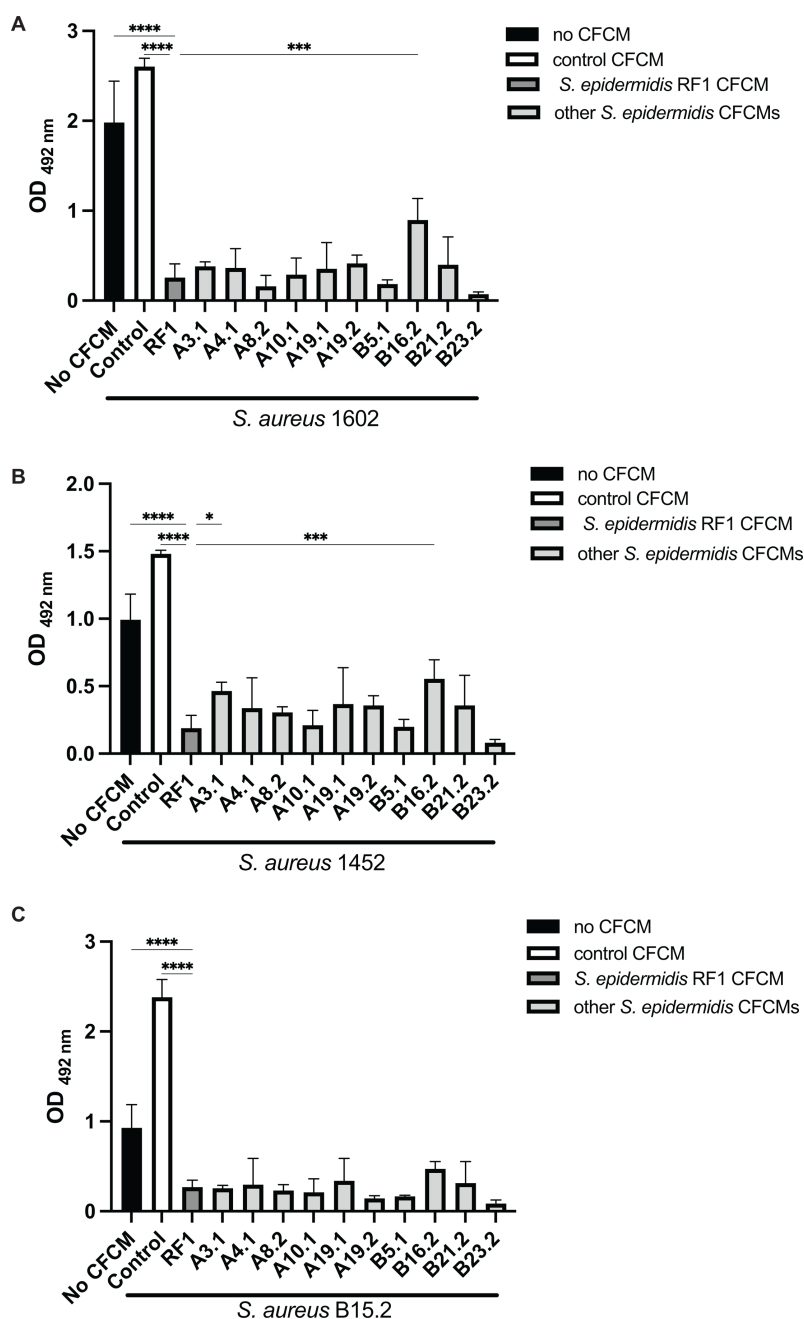 A
3
2
1
0
OD 492 nm
**** 
**** ***
no CFCM
control CFCM
S. epidermidis RF1 CFCM
other S. epidermidis CFCMs
No CFCM Control RF1 A3.1 A4.1 A8.2 A10.1 A19.1 A19.2 B5.1 B16.2 B21.2 B23.2
S. aureus 1602
B
2.0
1.5
1.0
0.5
0.0
OD 492 nm
**** *
**** ***
no CFCM
control CFCM
S. epidermidis RF1 CFCM
other S. epidermidis CFCMs
No CFCM Control RF1 A3.1 A4.1 A8.2 A10.1 A19.1 A19.2 B5.1 B16.2 B21.2 B23.2
S. aureus 1452
C
3
2
1
0
OD 492 nm
****
****
no CFCM
control CFCM
S. epidermidis RF1 CFCM
other S. epidermidis CFCMs
No CFCM Control RF1 A3.1 A4.1 A8.2 A10.1 A19.1 A19.2 B5.1 B16.2 B21.2 B23.2
S. aureus B15.2